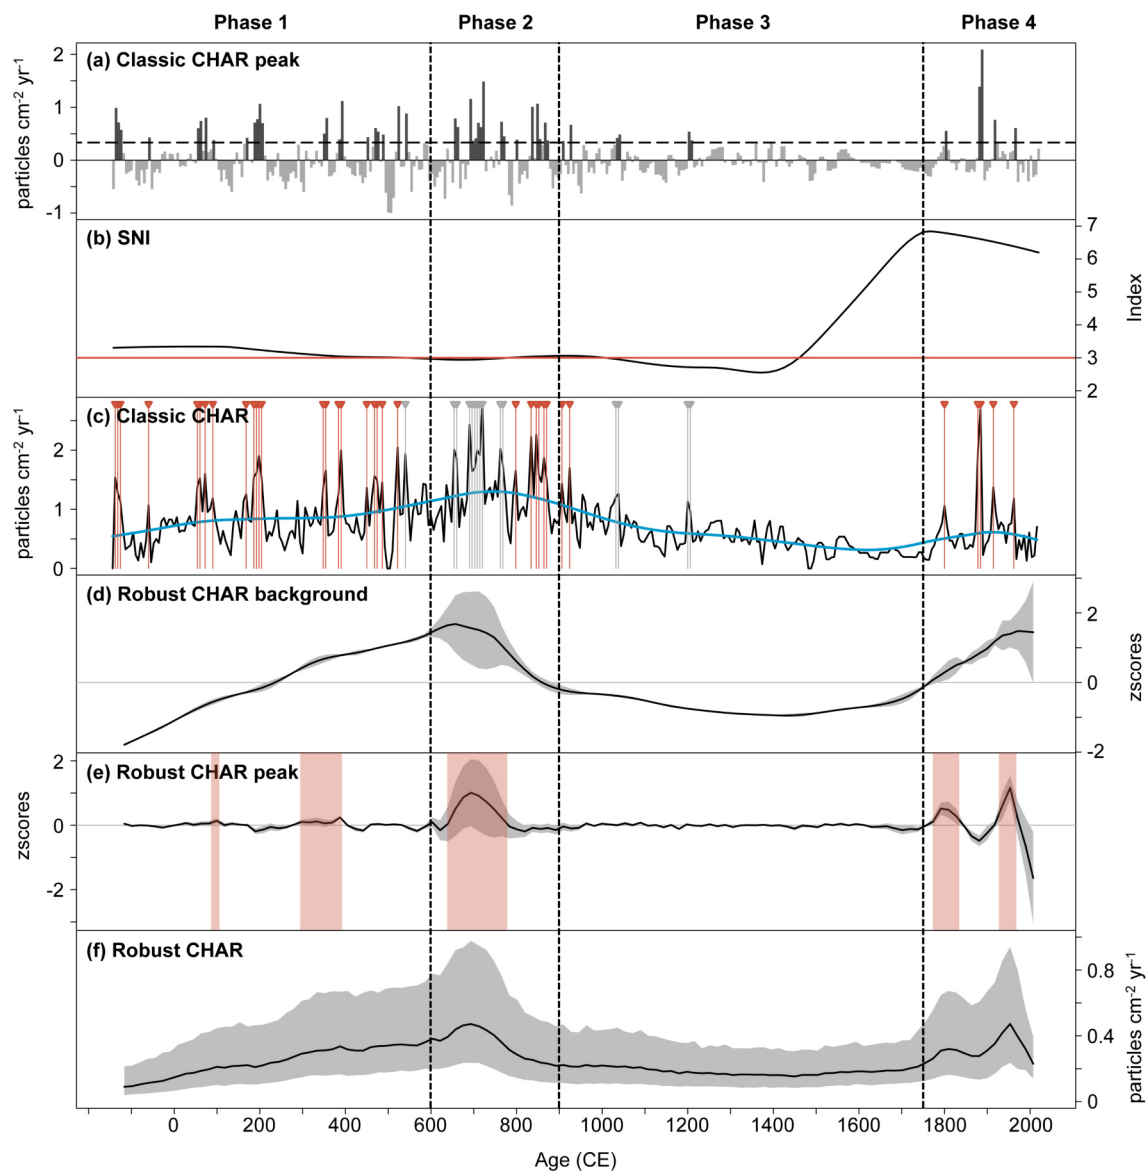 Phase 1 Phase 2 Phase 3 Phase 4
(a) Classic CHAR peak
particles cm⁻² yr⁻¹
2
1
0
-1
(b) SNI
7
6
5
4
3
2
Index
(c) Classic CHAR
particles cm⁻² yr⁻¹
2
1
0
(d) Robust CHAR background
2
0
-2
zscores
(e) Robust CHAR peak
zscores
2
0
-2
(f) Robust CHAR
0.8
0.4
0
particles cm⁻² yr⁻¹
0 200 400 600 800 1000 1200 1400 1600 1800 2000
Age (CE)